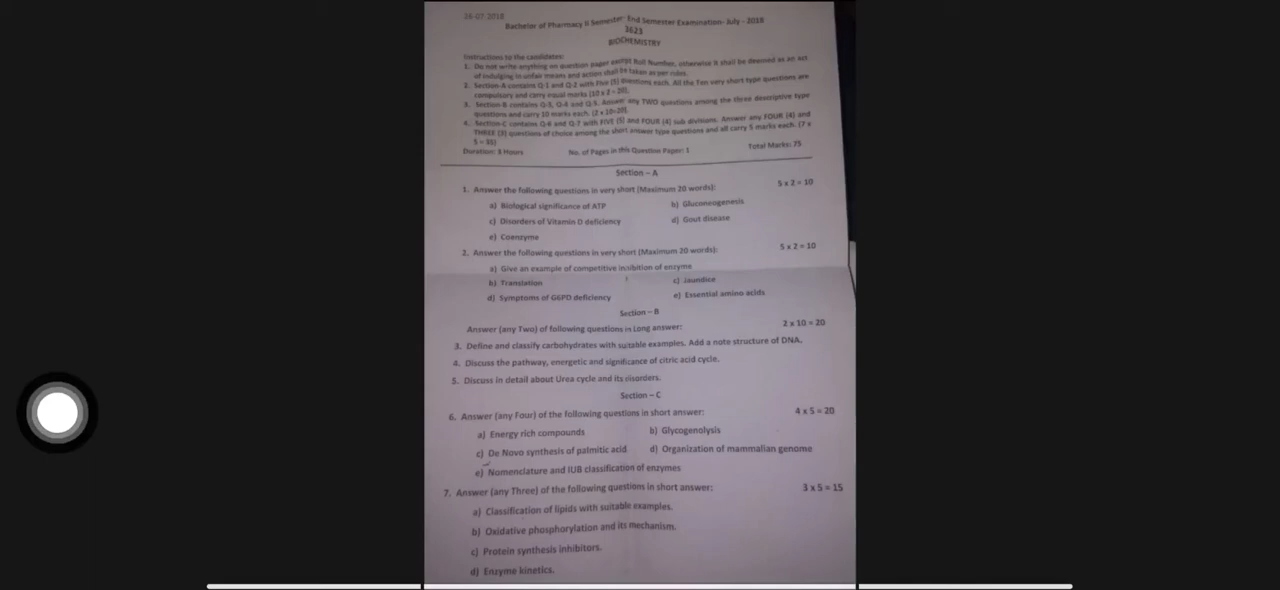 26-07-2018
Bachelor of Pharmacy II Semester End Semester Examination- July - 2018
3623
BIOCHEMISTRY
Instructions to the candidates:
1. Do not write anything on question paper except Roll Number, otherwise it shall be deemed as an act
of indulging in unfair means and action shall be taken as per rules.
2. Section-A contains Q-1 and Q-2 with Five (5) questions each. All the Ten very short type questions are
compulsory and carry equal marks (10 x 2 = 20).
3. Section-B contains Q-3, Q-4 and Q-5. Answer any TWO questions among the three descriptive type
questions and carry 10 marks each. (2 x 10=20).
4. Section-C contains Q-6 and Q-7 with FIVE (5) and FOUR (4) sub divisions. Answer any FOUR (4) and
THREE (3) questions of choice among the short answer type questions and all carry 5 marks each. (7 x
5 = 35)
Duration: 3 Hours No. of Pages in this Question Paper: 1 Total Marks: 75
Section – A
1. Answer the following questions in very short (Maximum 20 words): 5 x 2 = 10
a) Biological significance of ATP b) Gluconeogenesis
c) Disorders of Vitamin D deficiency d) Gout disease
e) Coenzyme
2. Answer the following questions in very short (Maximum 20 words): 5 x 2 = 10
a) Give an example of competitive inhibition of enzyme
b) Translation c) Jaundice
d) Symptoms of G6PD deficiency e) Essential amino acids
Section – B
Answer (any Two) of following questions in Long answer: 2 x 10 = 20
3. Define and classify carbohydrates with suitable examples. Add a note structure of DNA.
4. Discuss the pathway, energetic and significance of citric acid cycle.
5. Discuss in detail about Urea cycle and its disorders.
Section – C
6. Answer (any Four) of the following questions in short answer: 4 x 5 = 20
a) Energy rich compounds b) Glycogenolysis
c) De Novo synthesis of palmitic acid d) Organization of mammalian genome
e) Nomenclature and IUB classification of enzymes
7. Answer (any Three) of the following questions in short answer: 3 x 5 = 15
a) Classification of lipids with suitable examples.
b) Oxidative phosphorylation and its mechanism.
c) Protein synthesis inhibitors.
d) Enzyme kinetics.